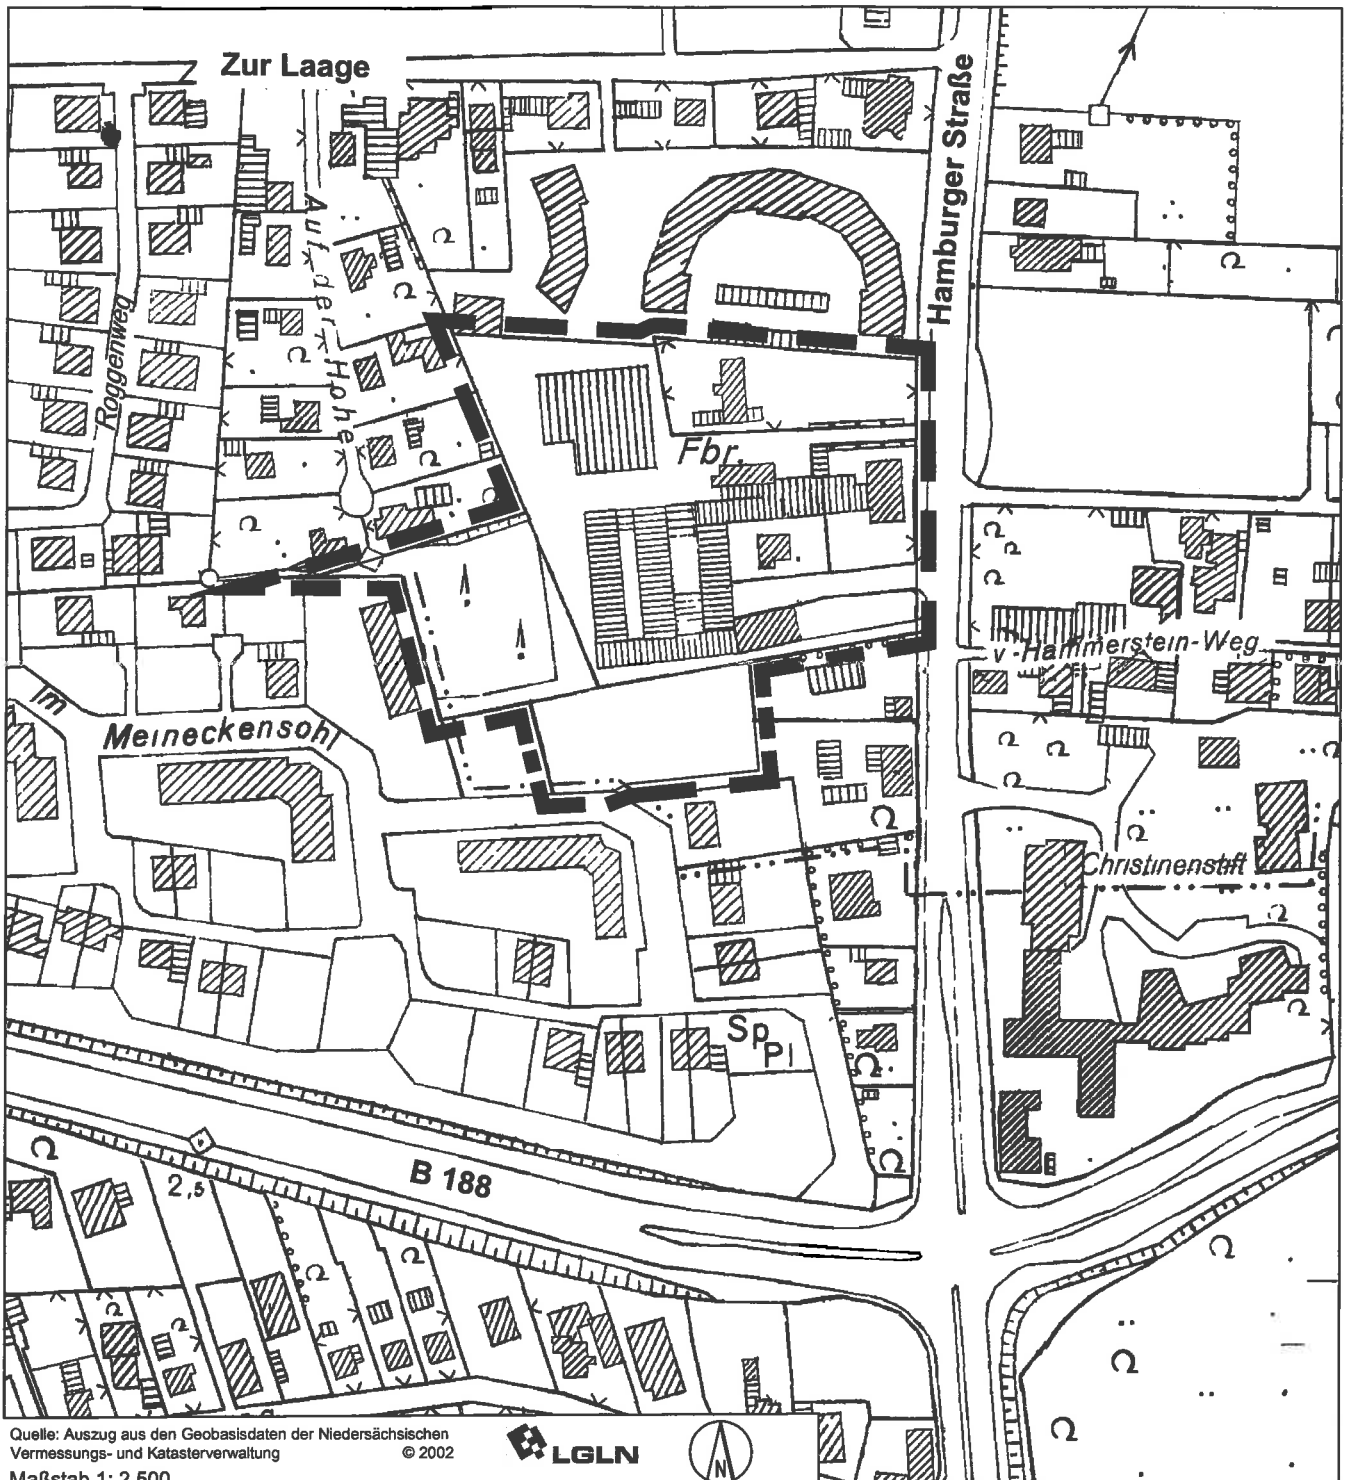 Zur Laage
Hamburger Straße
Auf der Höhe
Roggenweg
Fbr.
v.-Hammerstein-Weg
Im
Meineckensohl
Christinenstift
Sp
Pl
B 188
2,5
Quelle: Auszug aus den Geobasisdaten der Niedersächsischen
Vermessungs- und Katasterverwaltung © 2002
LGLN
N
Maßstab 1: 2.500